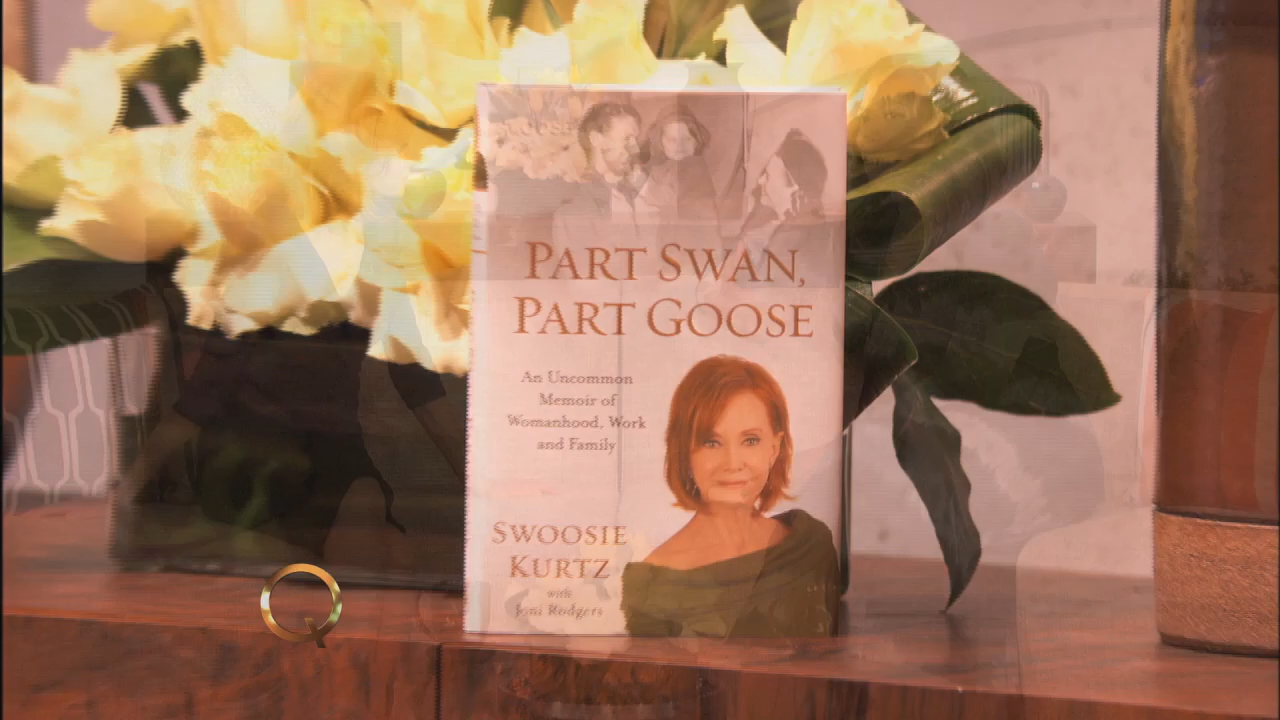 PART SWAN,
PART GOOSE
An Uncommon
Memoir of
Womanhood, Work
and Family
SWOOSIE
KURTZ
with
Joni Rodgers
Q